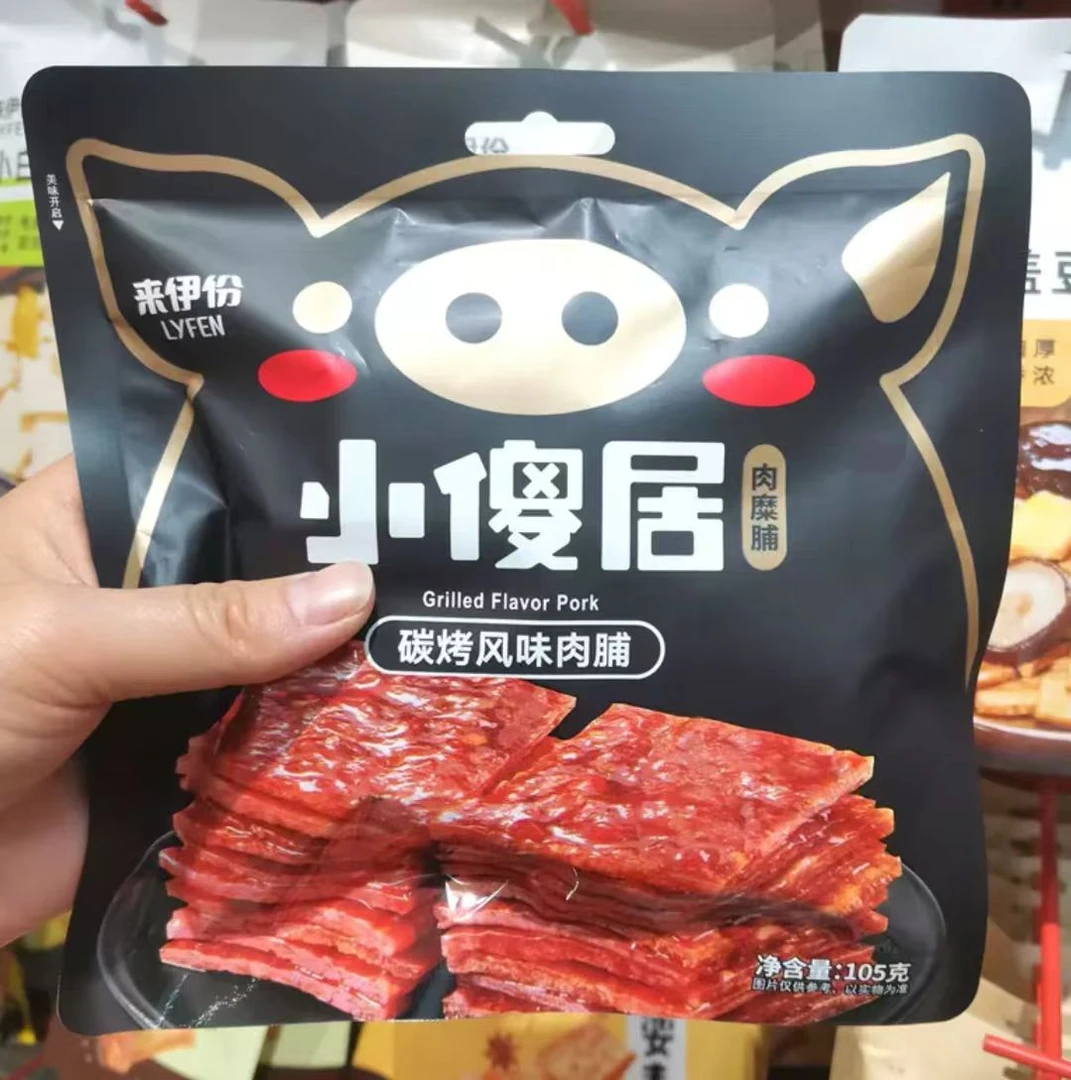 美味开启
来伊份
LYFEN
小傻居
肉糜脯
Grilled Flavor Pork
碳烤风味肉脯
净含量:105克
图片仅供参考，以实物为准
厚
浓